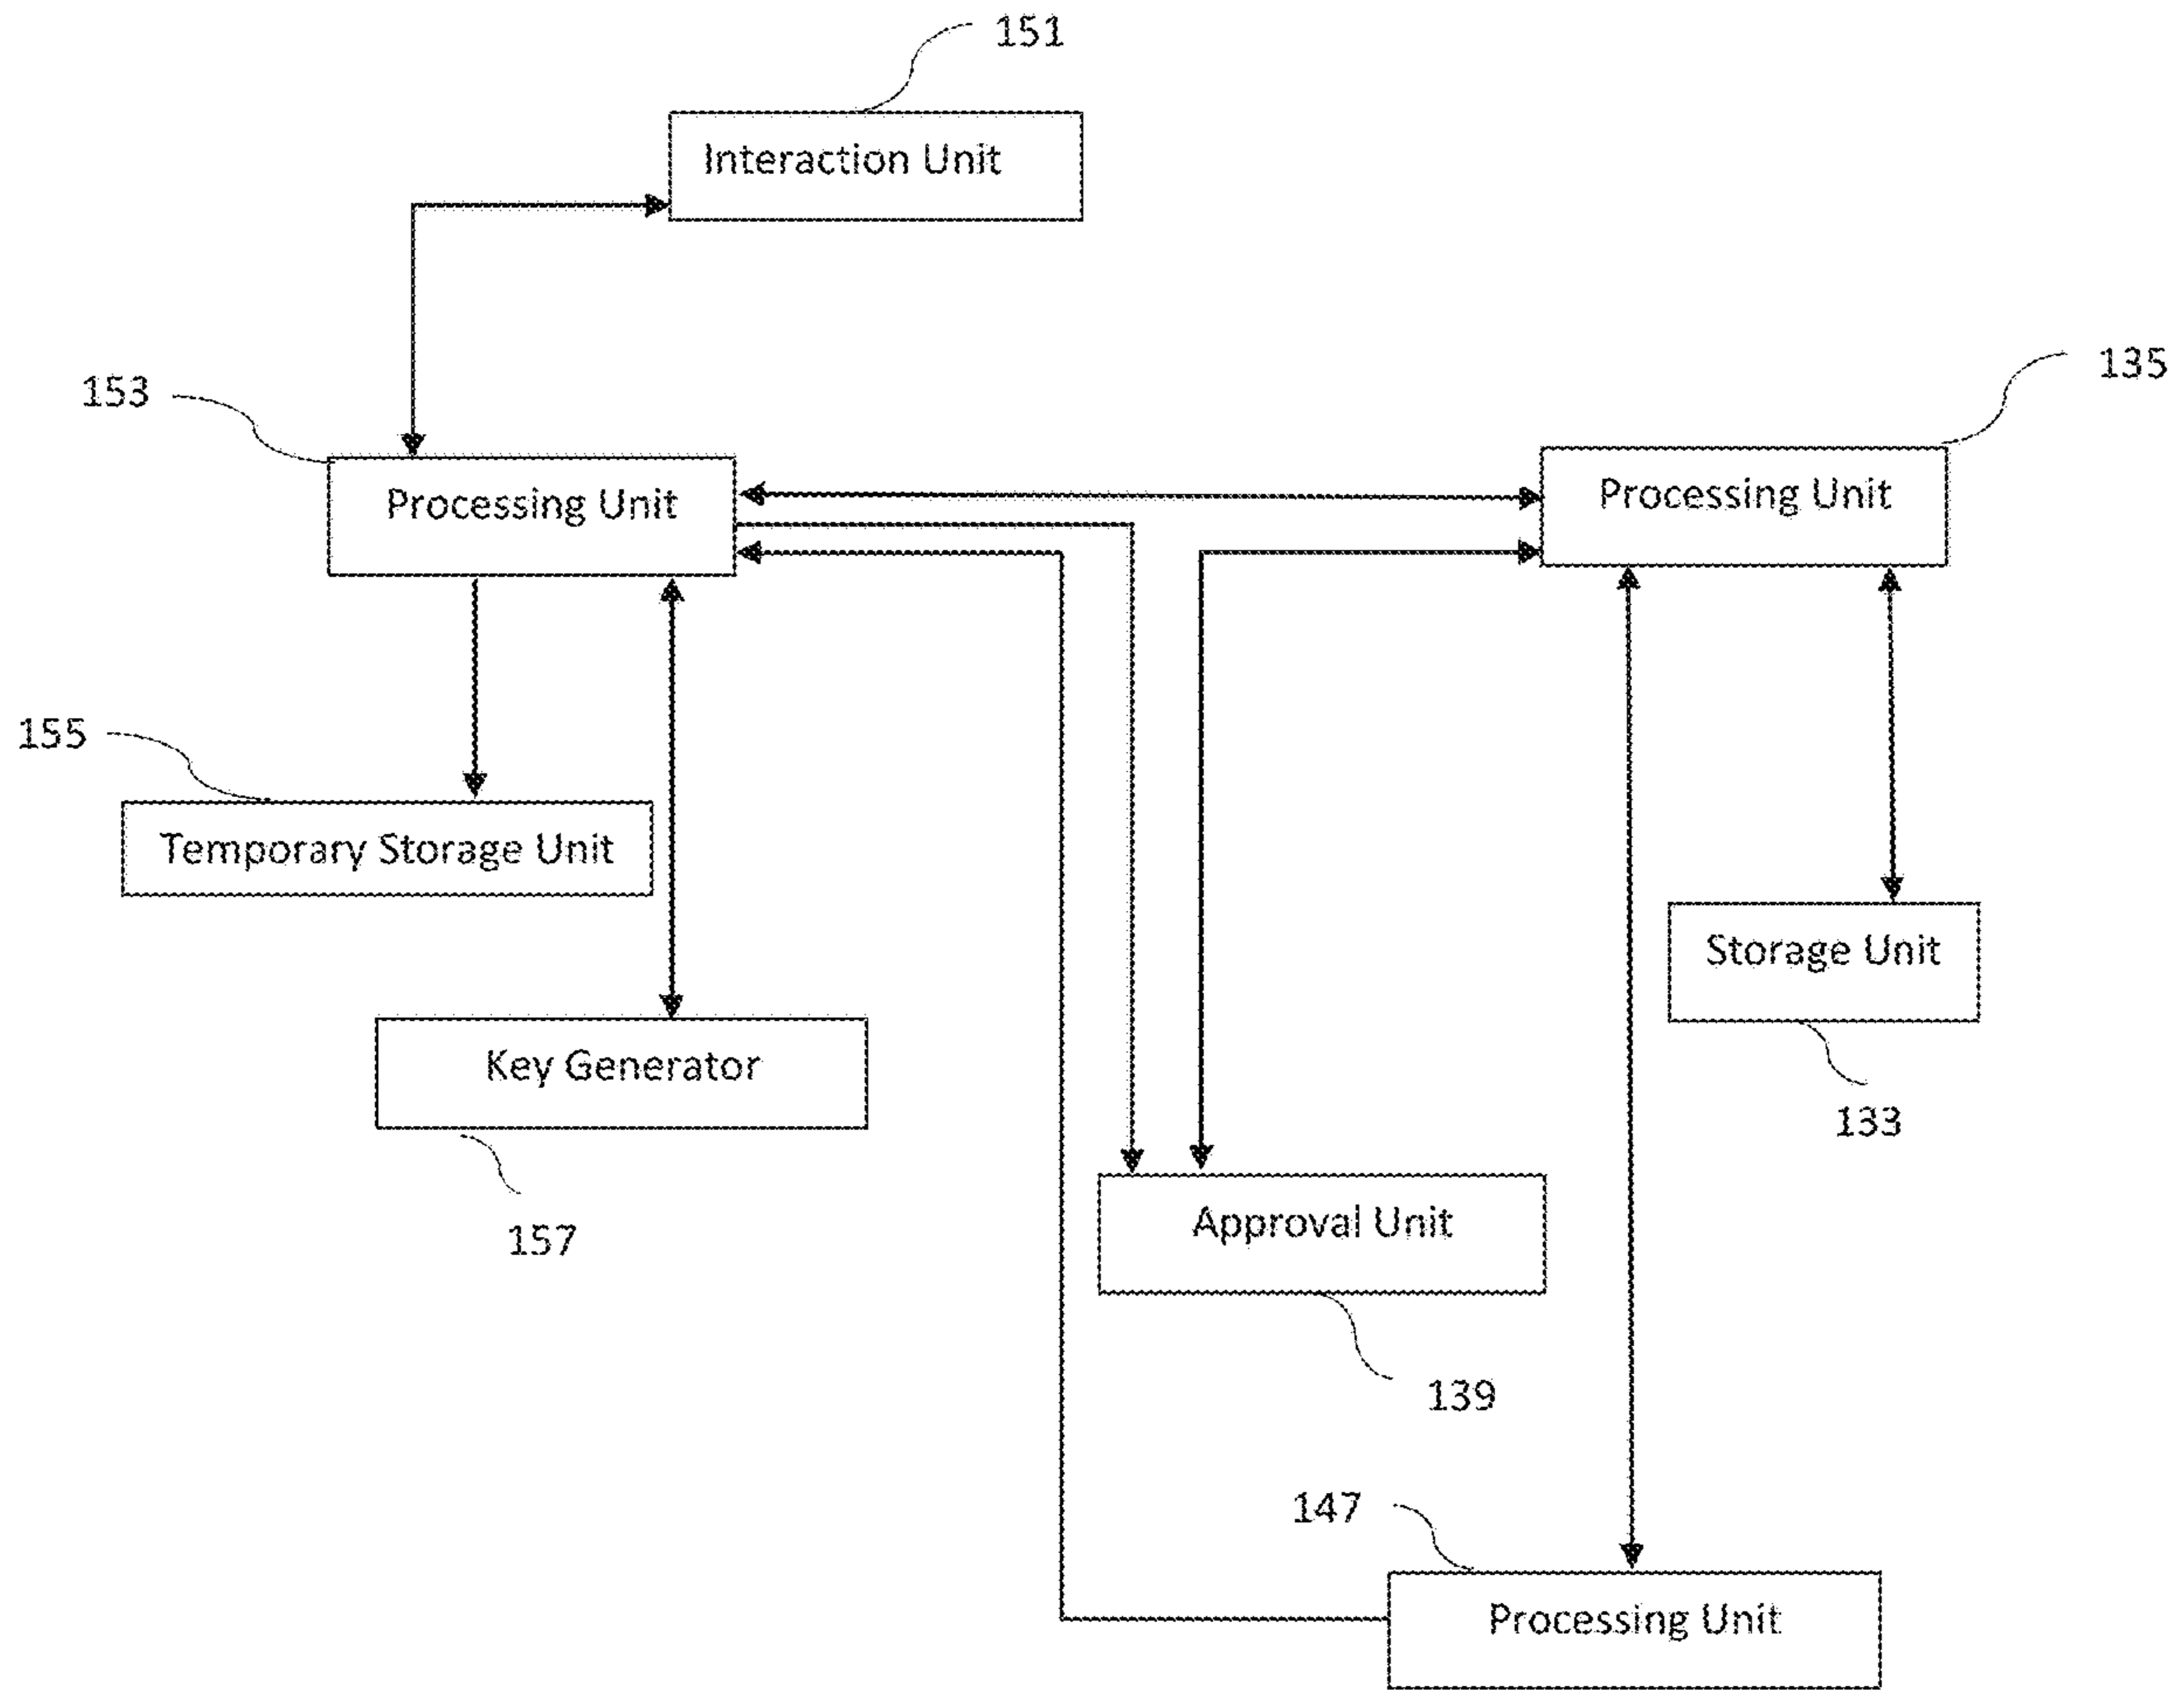 151
Interaction Unit
135
153
Processing Unit
Processing Unit
155
Temporary Storage Unit
Storage Unit
Key Generator
133
157
Approval Unit
139
147
Processing Unit